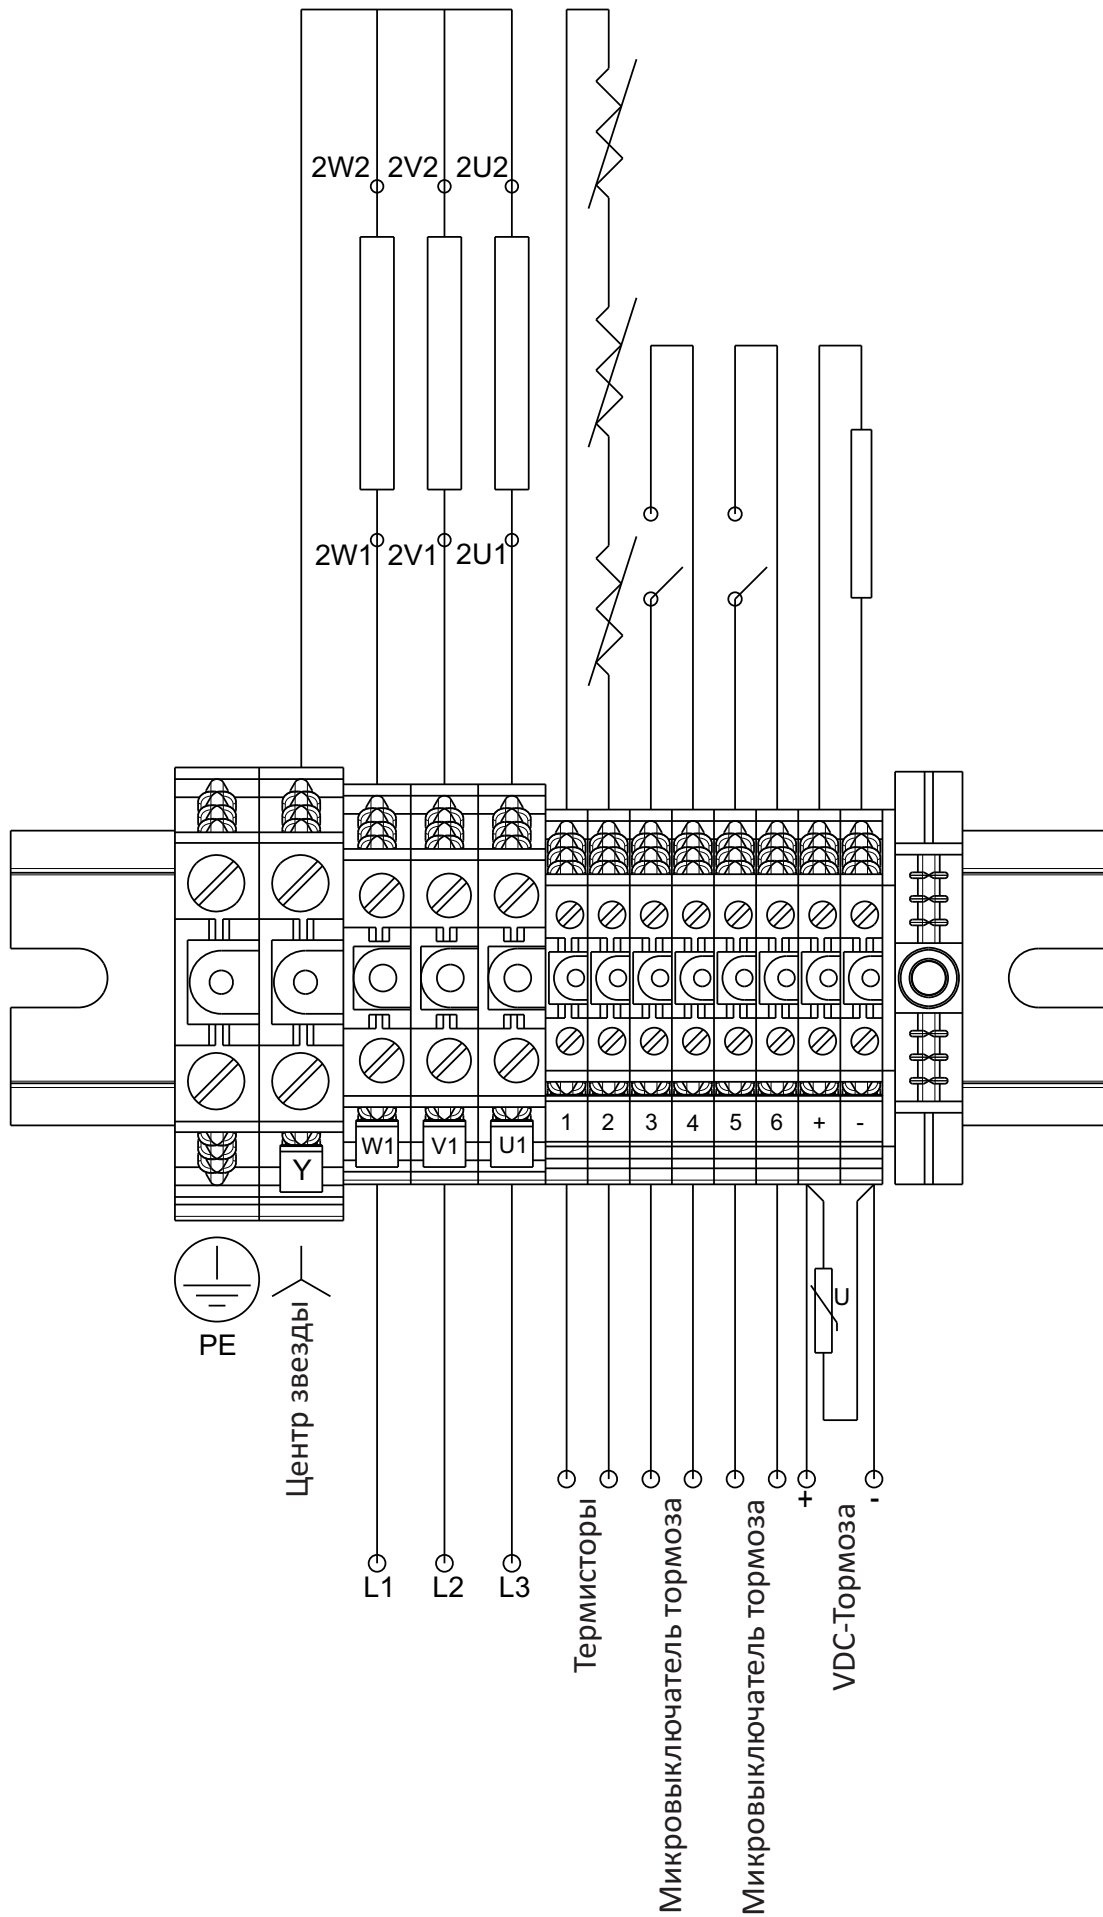 2W2 2V2 2U2
2W1 2V1 2U1
1 2 3 4 5 6 + -
Y W1 V1 U1
U
PE
Центр звезды
+ -
L1 L2 L3
Термисторы
Микровыключатель тормоза
Микровыключатель тормоза
VDC-Тормоза